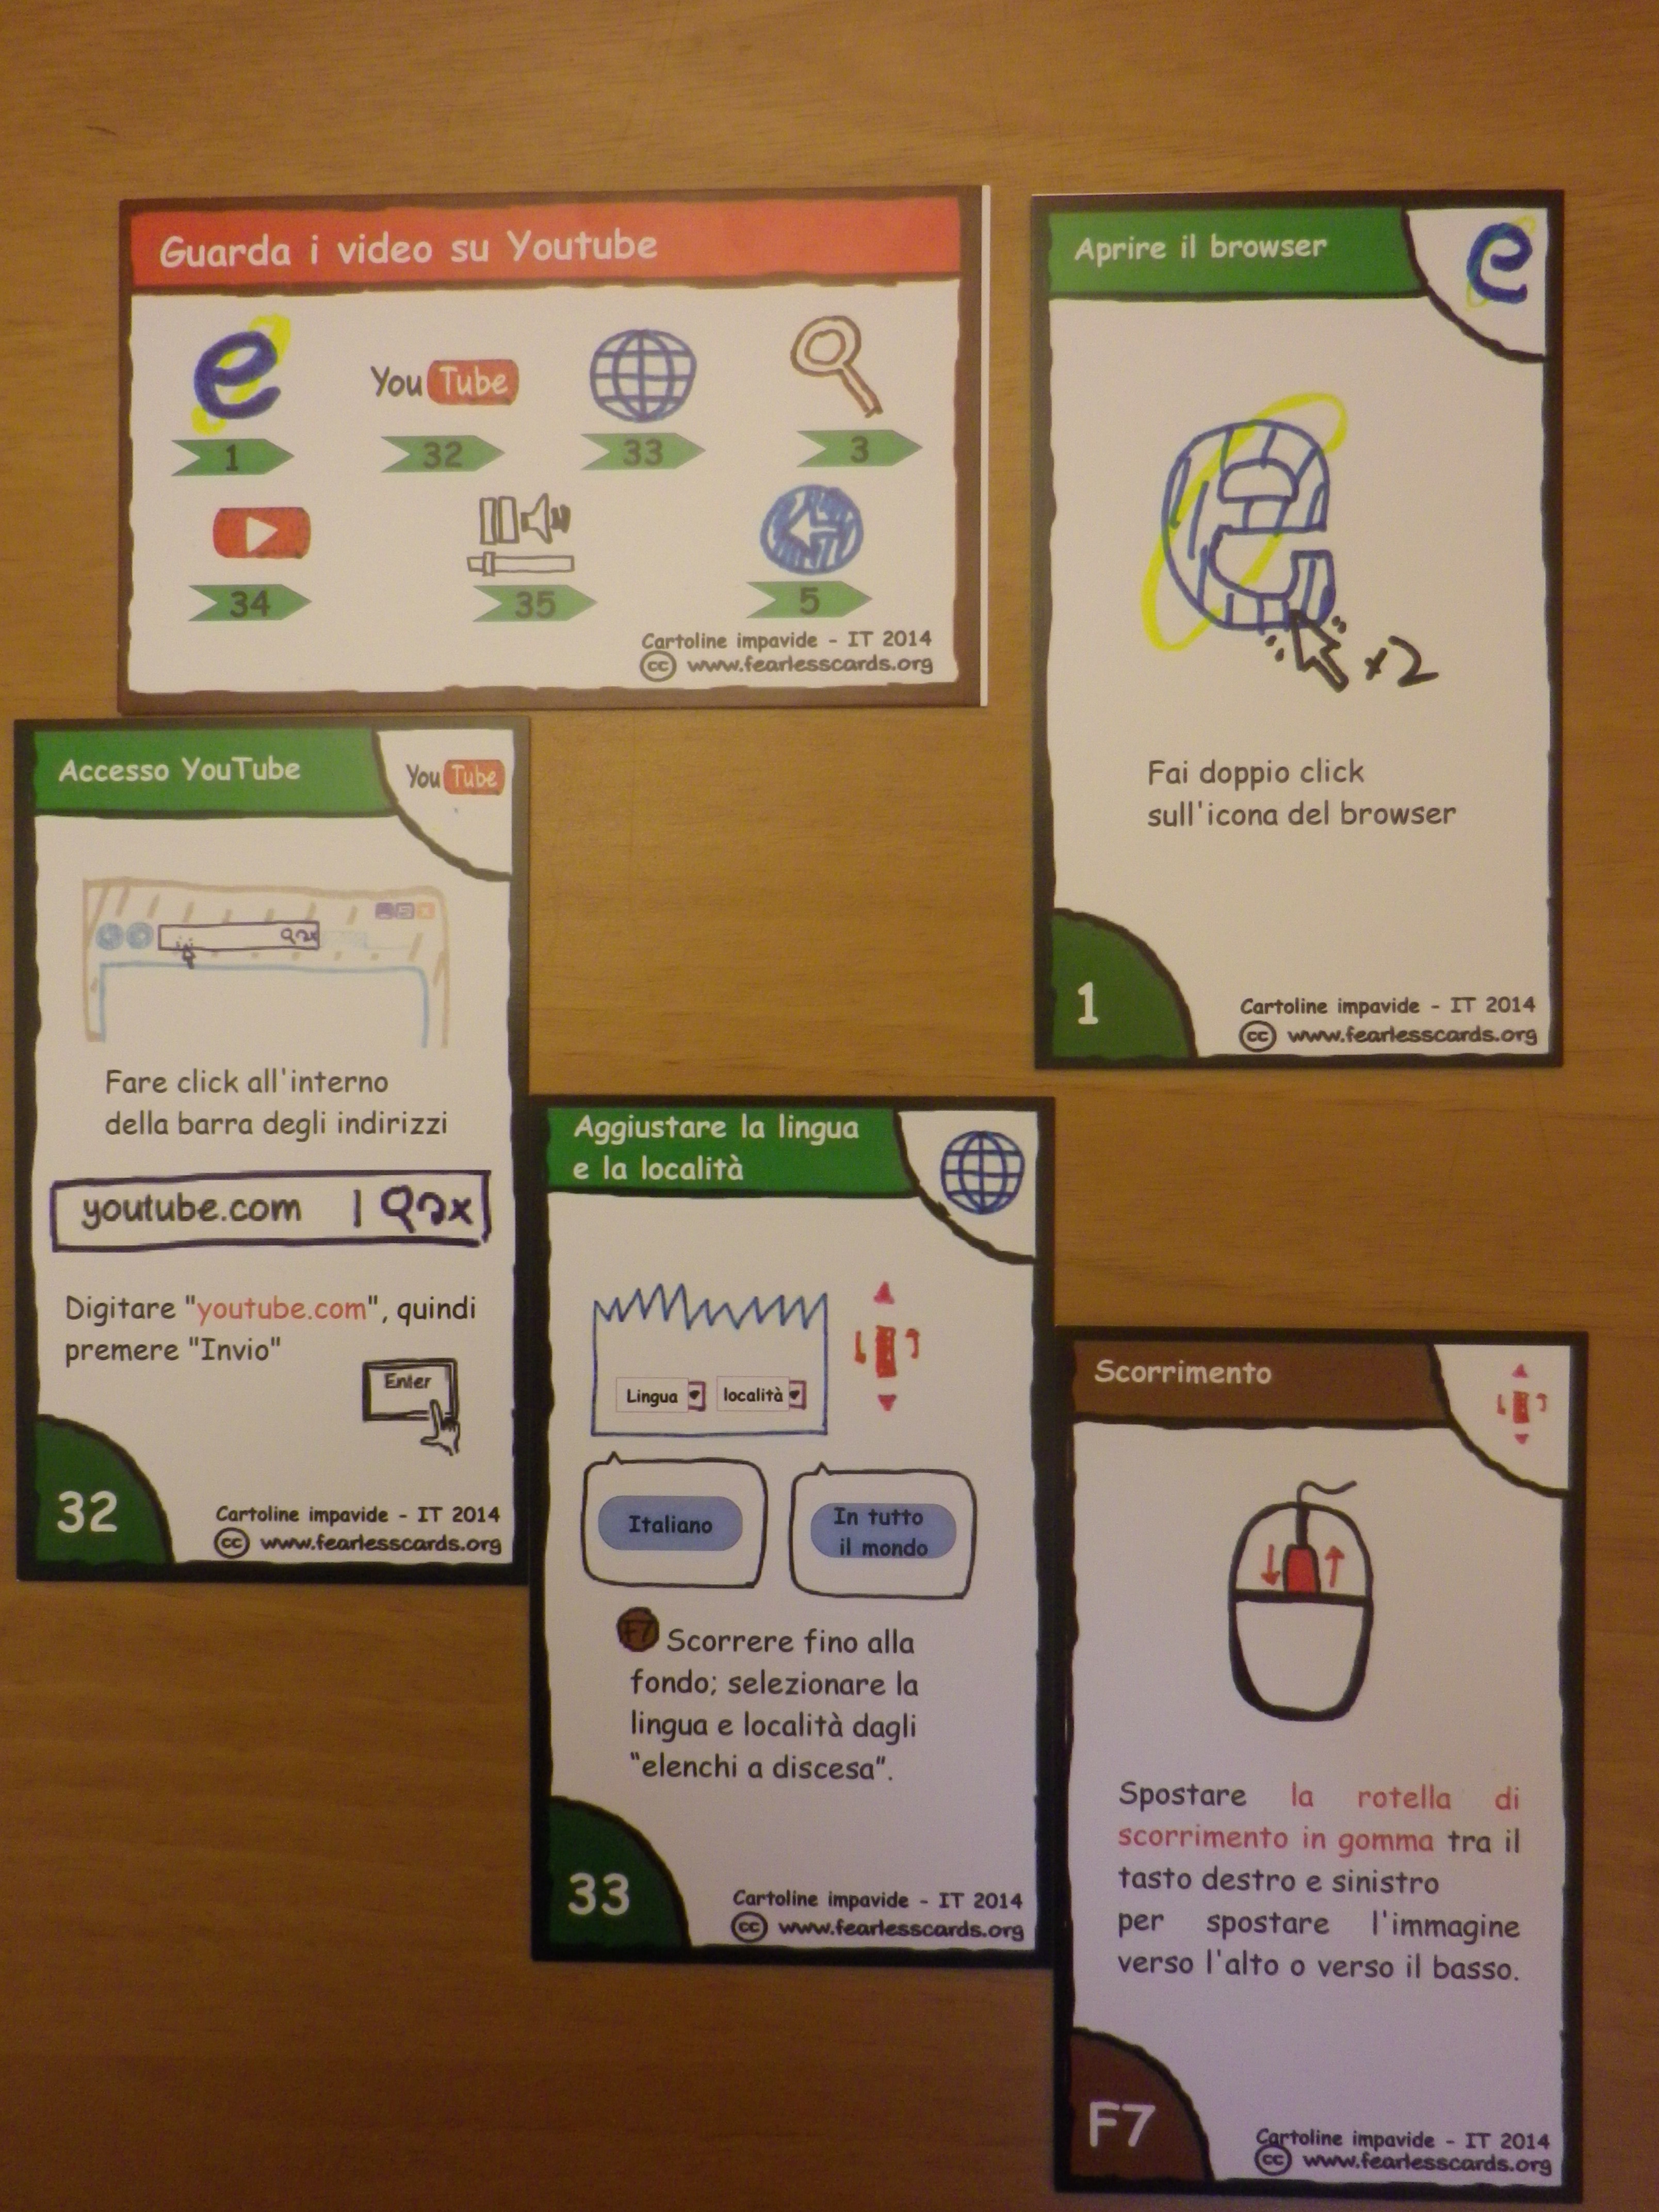 Guarda i video su Youtube
You Tube
1
32
33
3
34
35
5
Cartoline impavide - IT 2014
cc www.fearlesscards.org
Aprire il browser
e
x2
Fai doppio click
sull'icona del browser
1
Cartoline impavide - IT 2014
cc www.fearlesscards.org
Accesso YouTube
You Tube
Fare click all'interno
della barra degli indirizzi
youtube.com
Digitare "youtube.com", quindi
premere "Invio"
Enter
32
Cartoline impavide - IT 2014
cc www.fearlesscards.org
Aggiustare la lingua
e la località
Lingua
località
Italiano
In tutto
il mondo
F7 Scorrere fino alla
fondo; selezionare la
lingua e località dagli
"elenchi a discesa".
33
Cartoline impavide - IT 2014
cc www.fearlesscards.org
Scorrimento
Spostare la rotella di
scorrimento in gomma tra il
tasto destro e sinistro
per spostare l'immagine
verso l'alto o verso il basso.
F7
Cartoline impavide - IT 2014
cc www.fearlesscards.org